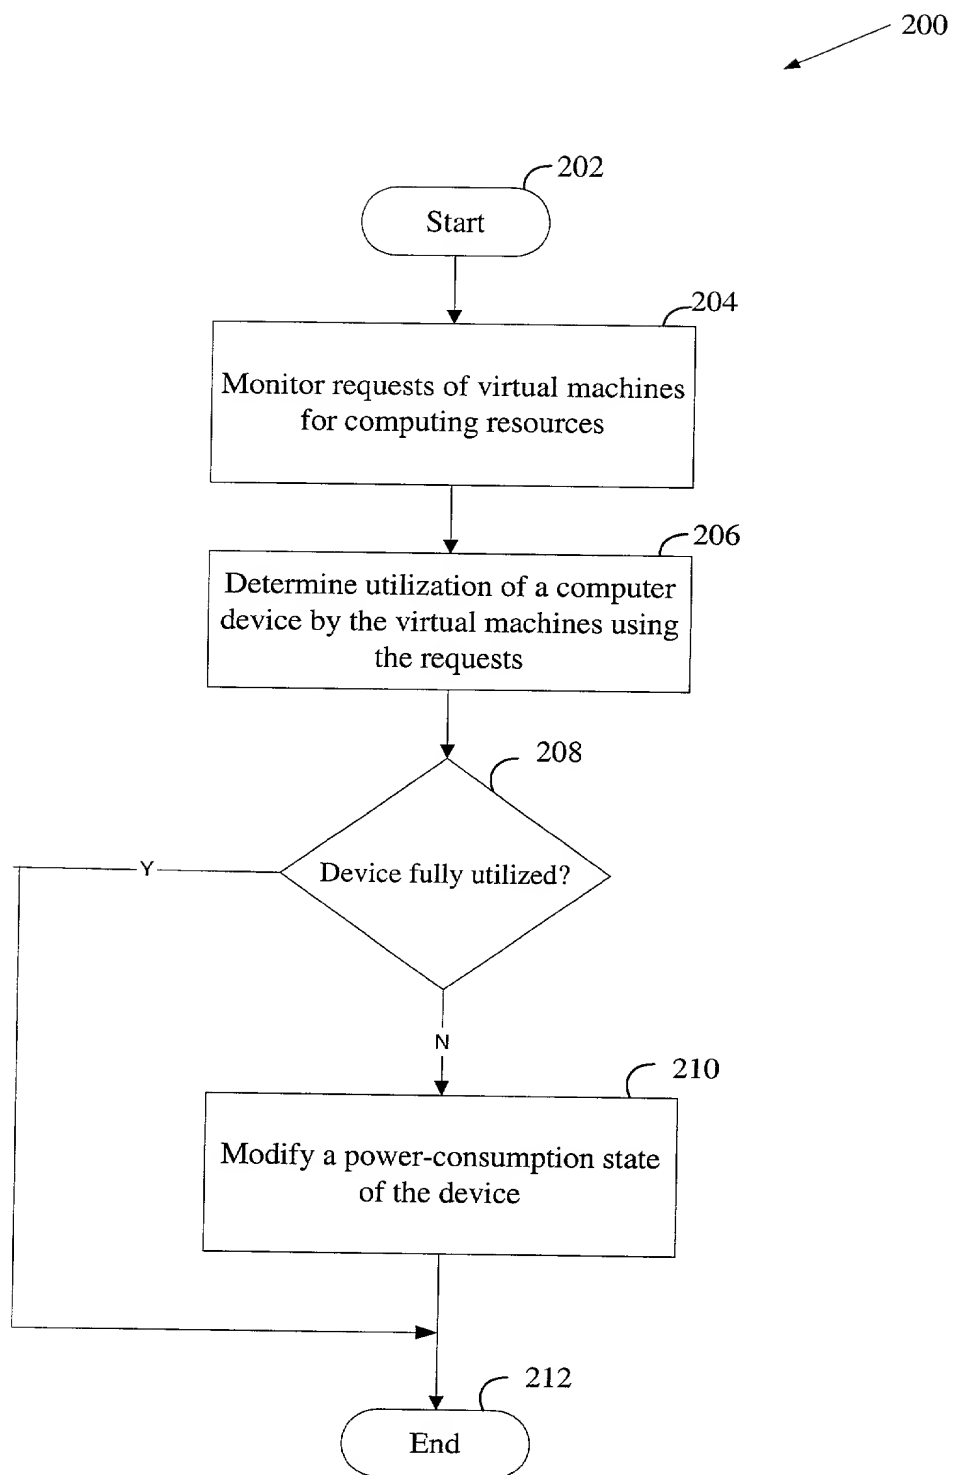 200
202
Start
204
Monitor requests of virtual machines
for computing resources
206
Determine utilization of a computer
device by the virtual machines using
the requests
208
Device fully utilized?
Y
N
210
Modify a power-consumption state
of the device
212
End